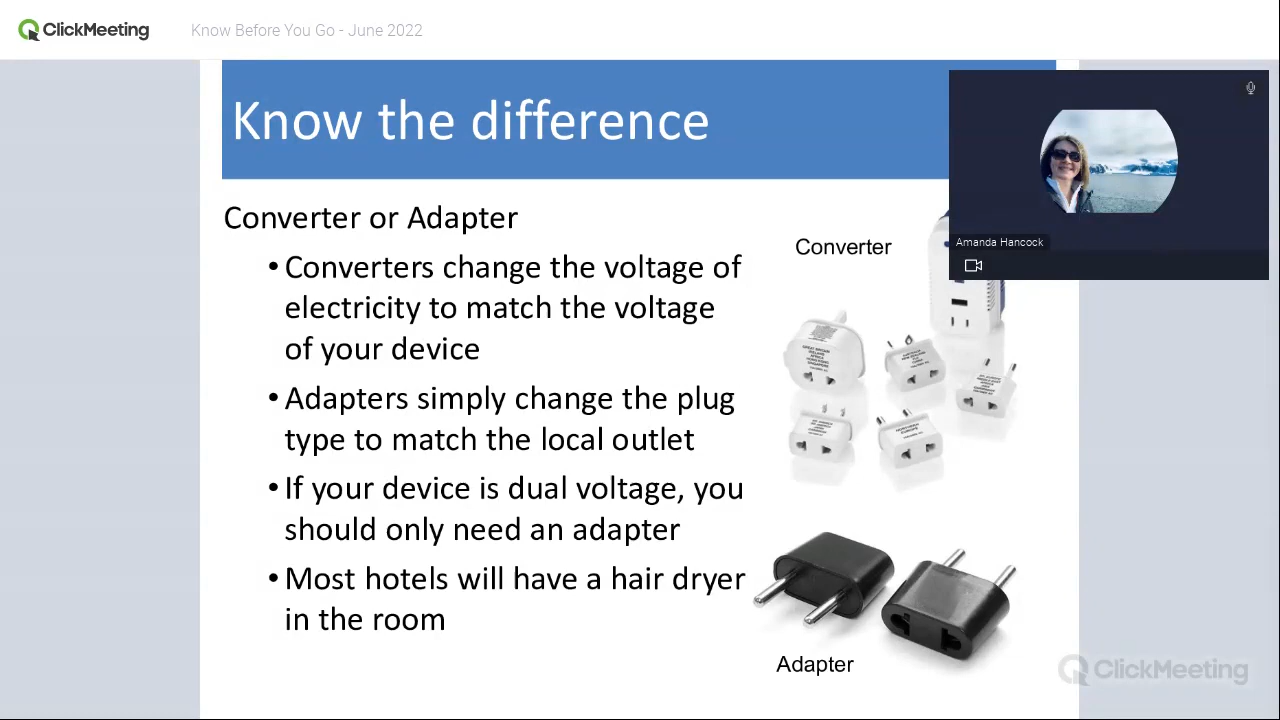 ClickMeeting
Know Before You Go - June 2022
Know the difference
Amanda Hancock
Converter or Adapter
Converter
• Converters change the voltage of
electricity to match the voltage
of your device
• Adapters simply change the plug
type to match the local outlet
• If your device is dual voltage, you
should only need an adapter
• Most hotels will have a hair dryer
in the room
Adapter
ClickMeeting